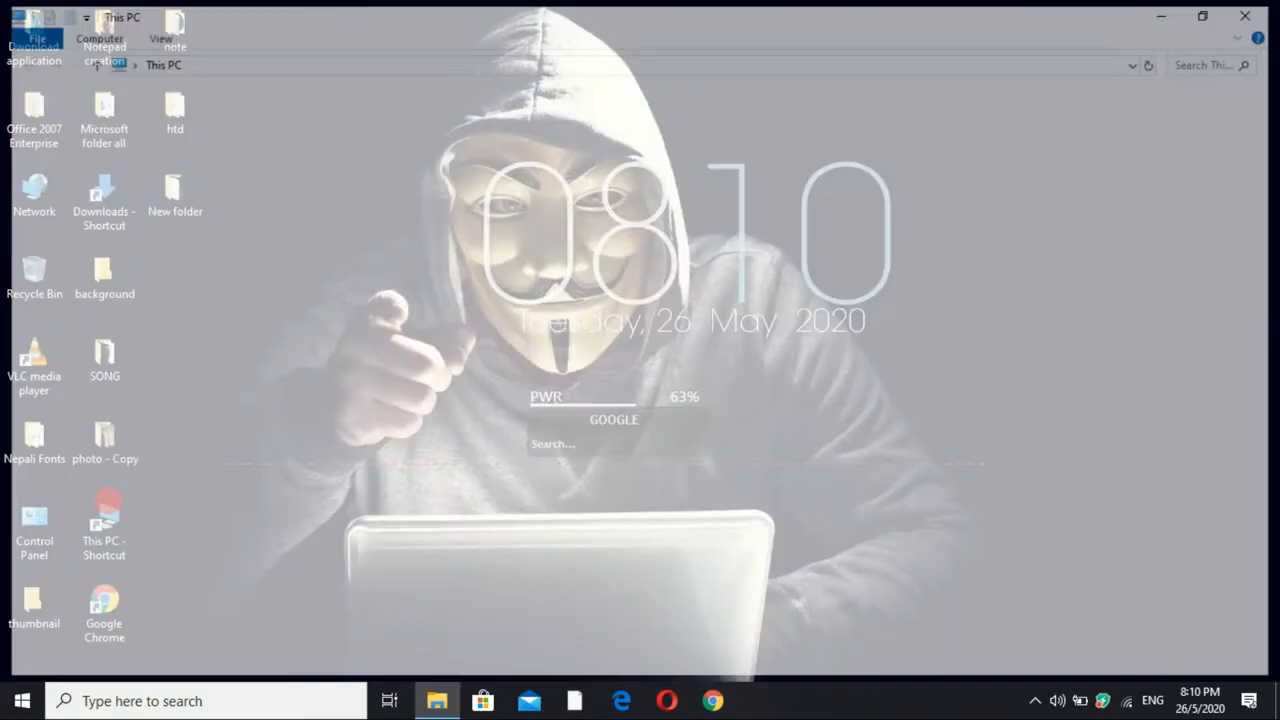 This PC
File
Computer
View
This PC
Search Thi...
Dwonload
application
Notepad
creation
note
Office 2007
Enterprise
Microsoft
folder all
htd
Network
Downloads -
Shortcut
New folder
Recycle Bin
background
VLC media
player
SONG
Nepali Fonts
photo - Copy
Control
Panel
This PC -
Shortcut
thumbnail
Google
Chrome
0810
Tuesday, 26 May 2020
PWR 63%
GOOGLE
Search...
Type here to search
ENG
8:10 PM
26/5/2020